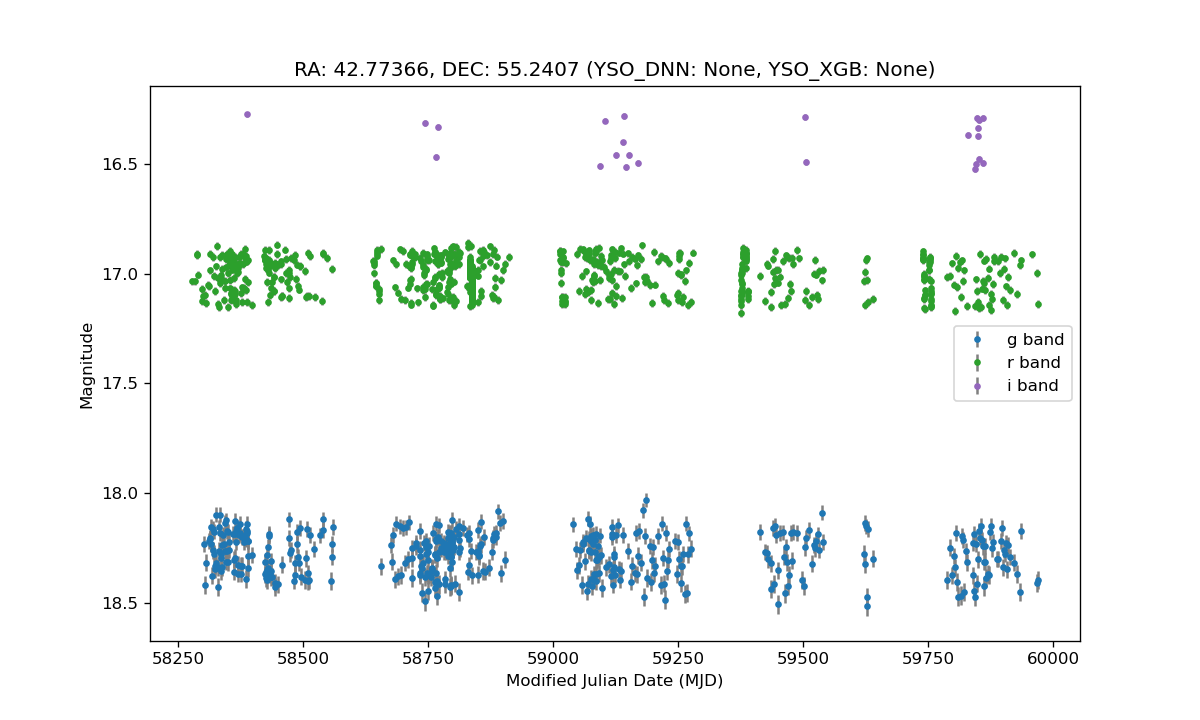 RA: 42.77366, DEC: 55.2407 (YSO_DNN: None, YSO_XGB: None)
Magnitude
16.5
17.0
17.5
18.0
18.5
g band
r band
i band
58250 58500 58750 59000 59250 59500 59750 60000
Modified Julian Date (MJD)